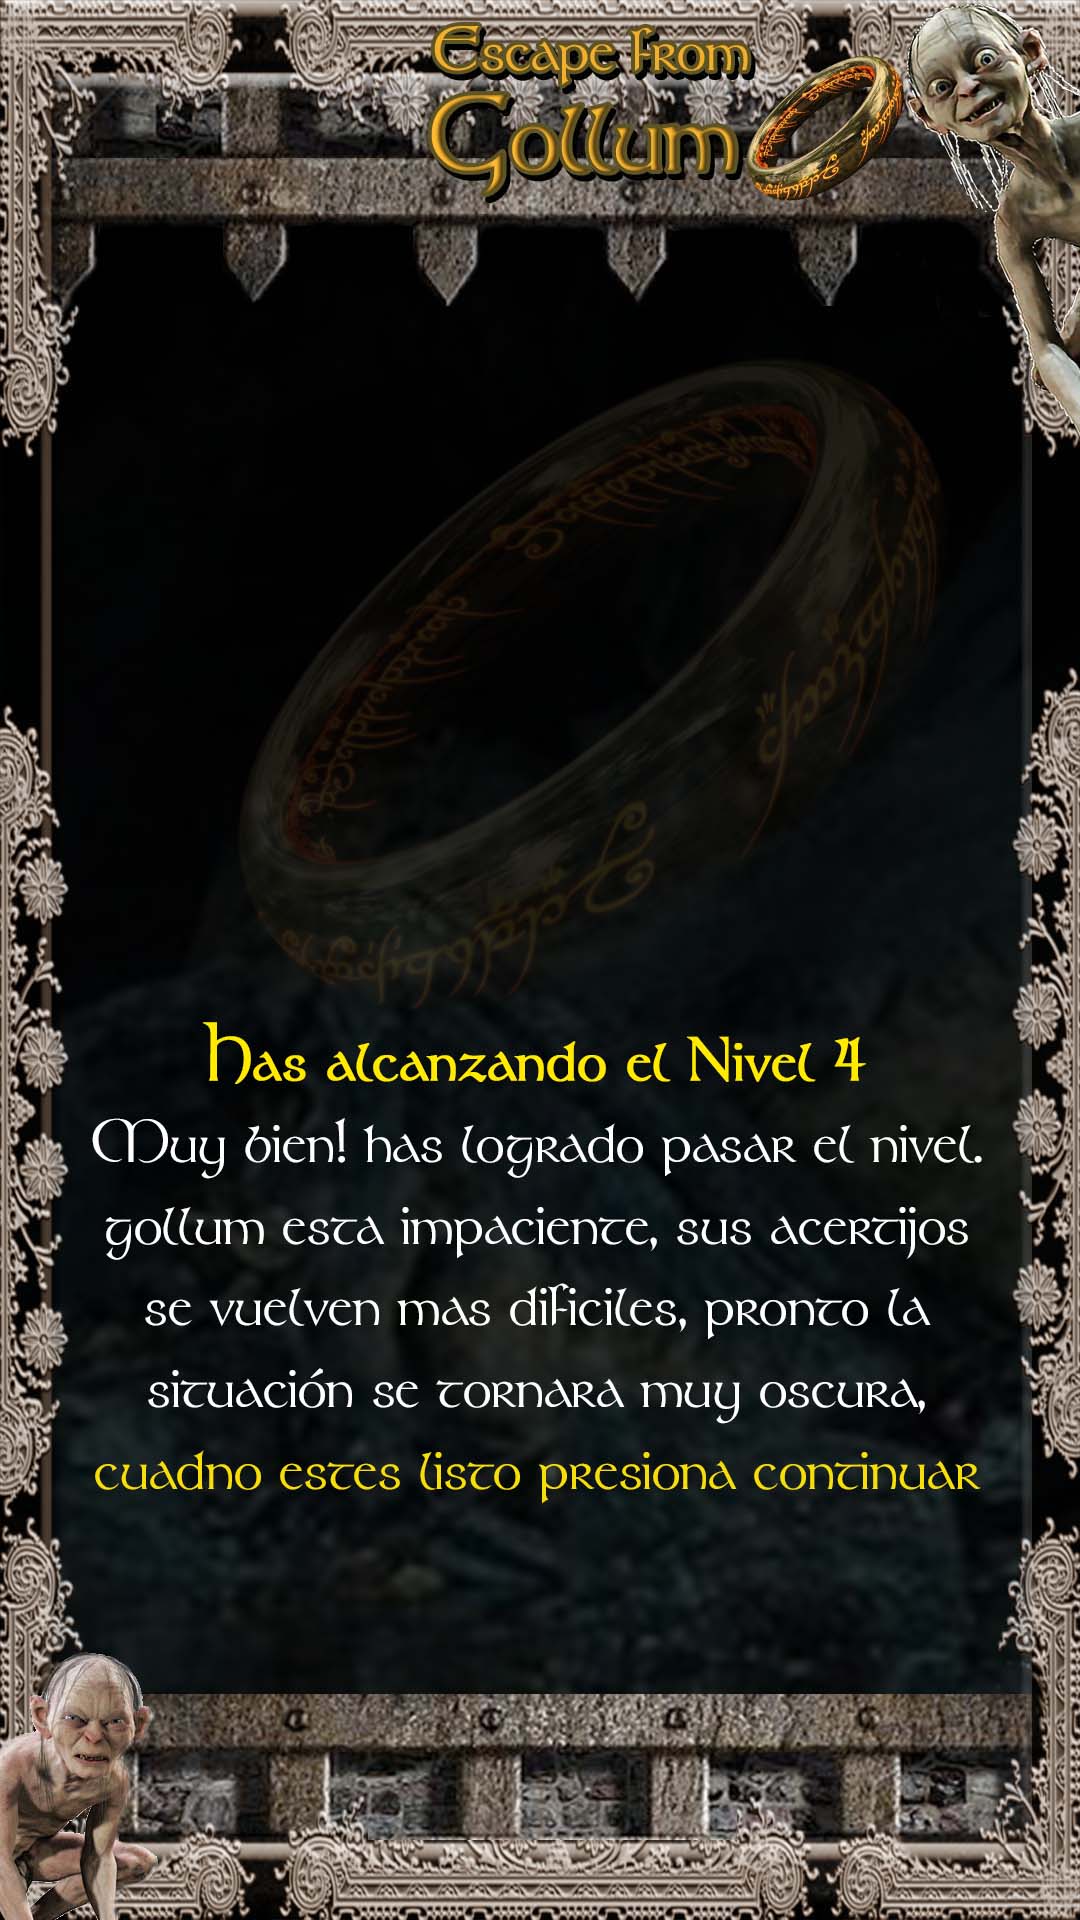 Escape from
Gollum
Has alcanzando el Nivel 4
Muy bien! has logrado pasar el nivel.
gollum esta impaciente, sus acertijos
se vuelven mas dificiles, pronto la
situación se tornara muy oscura,
cuadno estes listo presiona continuar